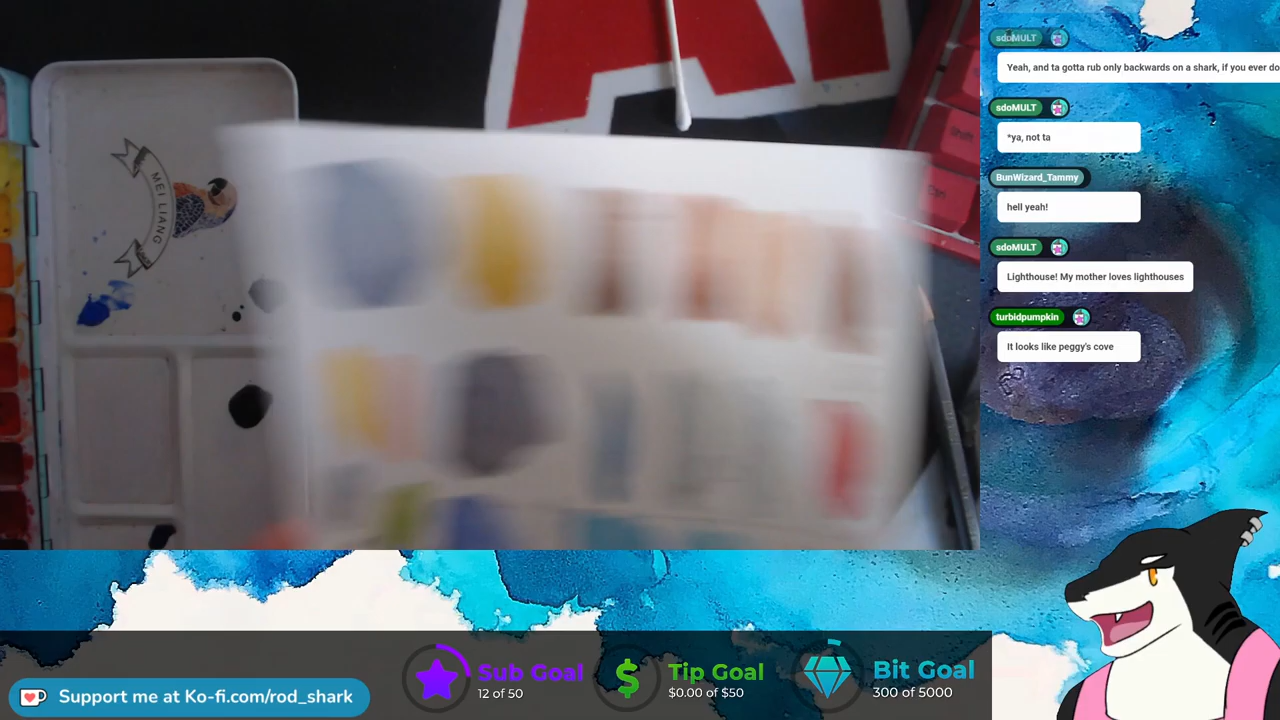 MEI LIANG
Shift
sdoMULT
Yeah, and ta gotta rub only backwards on a shark, if you ever do
sdoMULT
*ya, not ta
BunWizard_Tammy
hell yeah!
sdoMULT
Lighthouse! My mother loves lighthouses
turbidpumpkin
It looks like peggy's cove
Support me at Ko-fi.com/rod_shark
Sub Goal
12 of 50
Tip Goal
$0.00 of $50
Bit Goal
300 of 5000